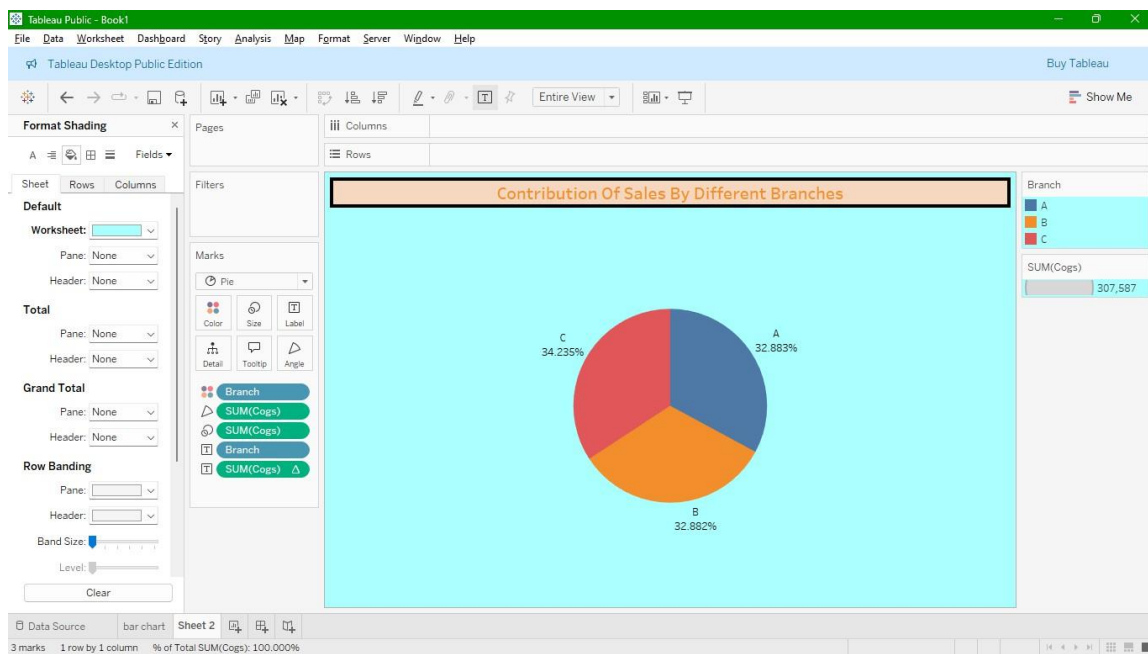 Tableau Public - Book1
File Data Worksheet Dashboard Story Analysis Map Format Server Window Help
Tableau Desktop Public Edition
Buy Tableau
Entire View
Show Me
Format Shading
Fields
Sheet Rows Columns
Default
Worksheet:
Pane: None
Header: None
Total
Pane: None
Header: None
Grand Total
Pane: None
Header: None
Row Banding
Pane:
Header:
Band Size:
Level:
Clear
Pages
Filters
Marks
Pie
Color Size Label
Detail Tooltip Angle
Branch
SUM(Cogs)
SUM(Cogs)
Branch
SUM(Cogs)
Columns
Rows
Contribution Of Sales By Different Branches
C
34.235%
A
32.883%
B
32.882%
Branch
A
B
C
SUM(Cogs)
307,587
Data Source bar chart Sheet 2
3 marks 1 row by 1 column % of Total SUM(Cogs): 100.000%